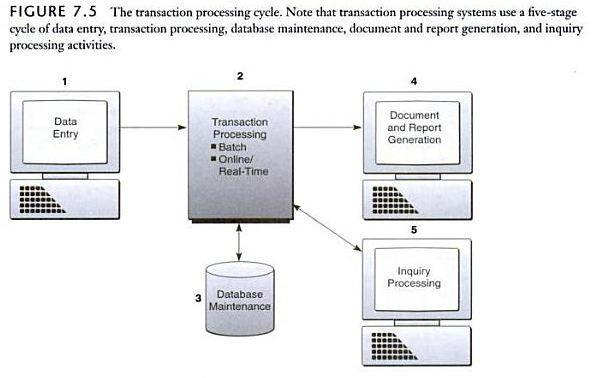 FIGURE 7.5 The transaction processing cycle. Note that transaction processing systems use a five-stage
cycle of data entry, transaction processing, database maintenance, document and report generation, and inquiry
processing activities.
1
Data
Entry
2
Transaction
Processing
■ Batch
■ Online/
Real-Time
4
Document
and Report
Generation
3
Database
Maintenance
5
Inquiry
Processing